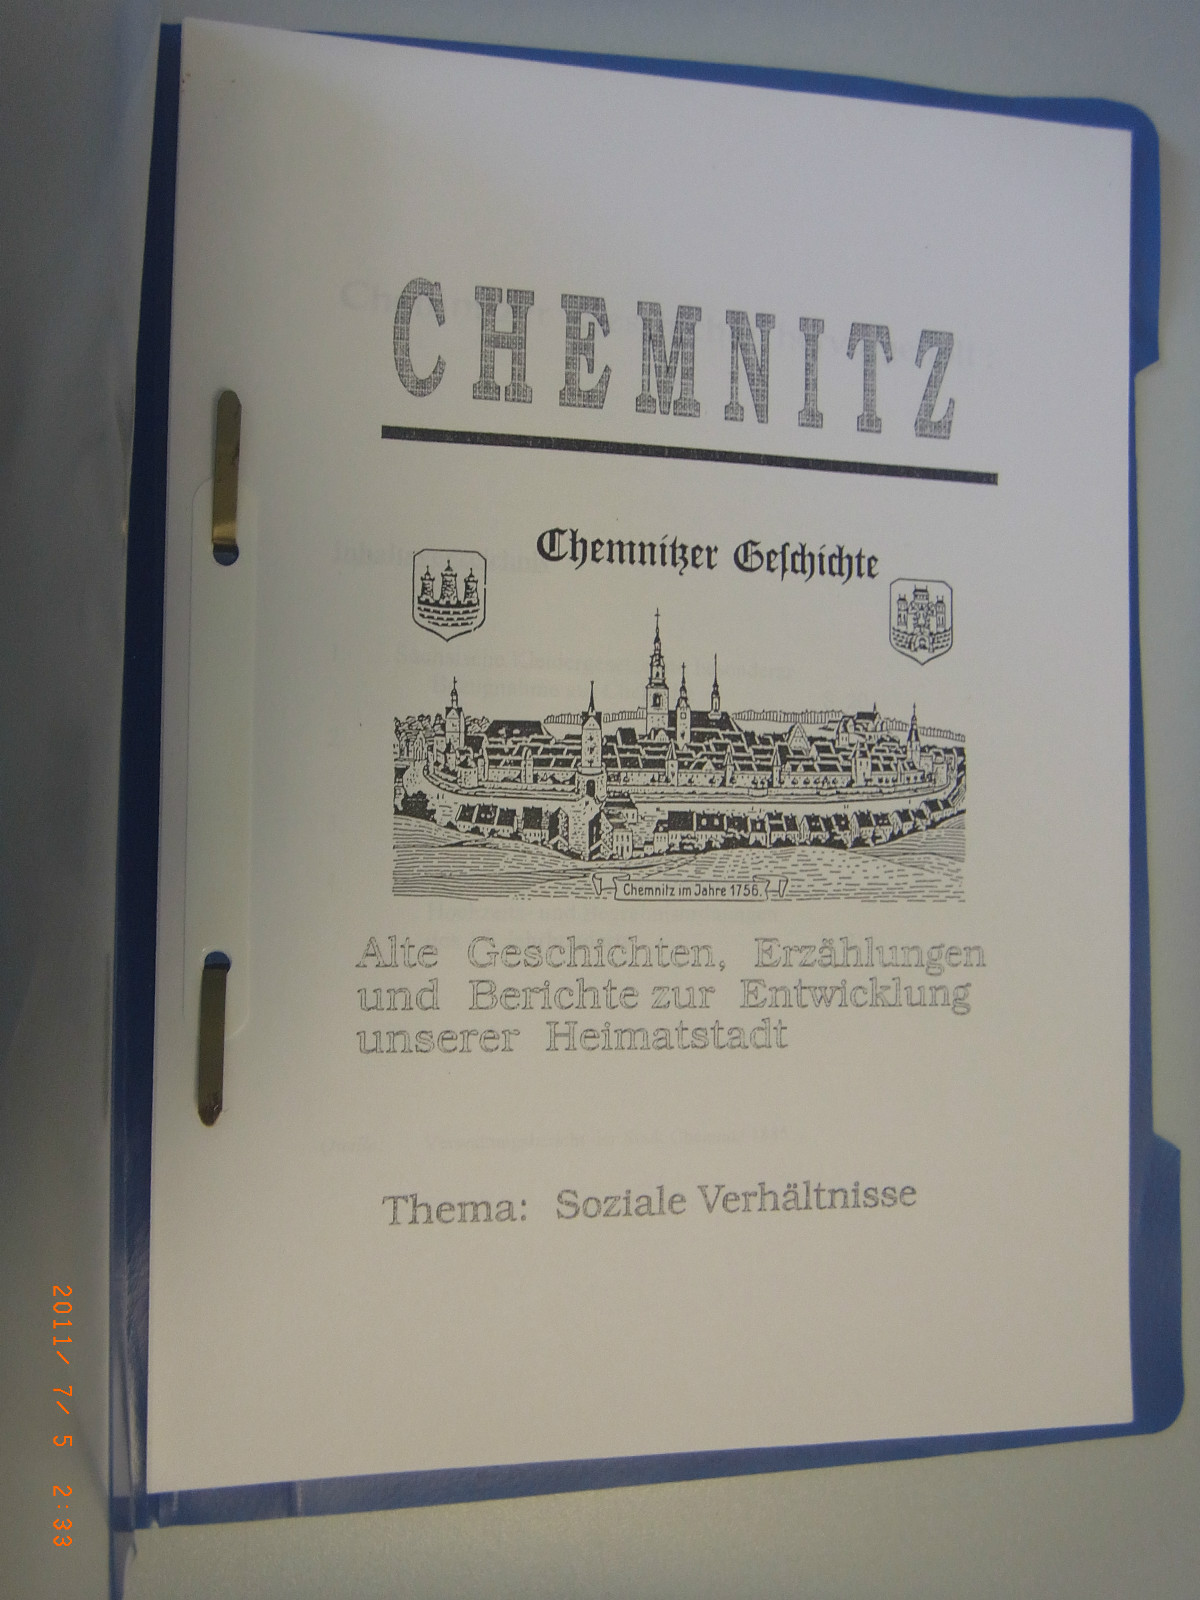 CHEMNITZ
Chemnitzer Geſchichte
Chemnitz im Jahre 1756.
Alte Geschichten, Erzählungen
und Berichte zur Entwicklung
unserer Heimatstadt
Thema: Soziale Verhältnisse
2011/ 7/ 5 2:33